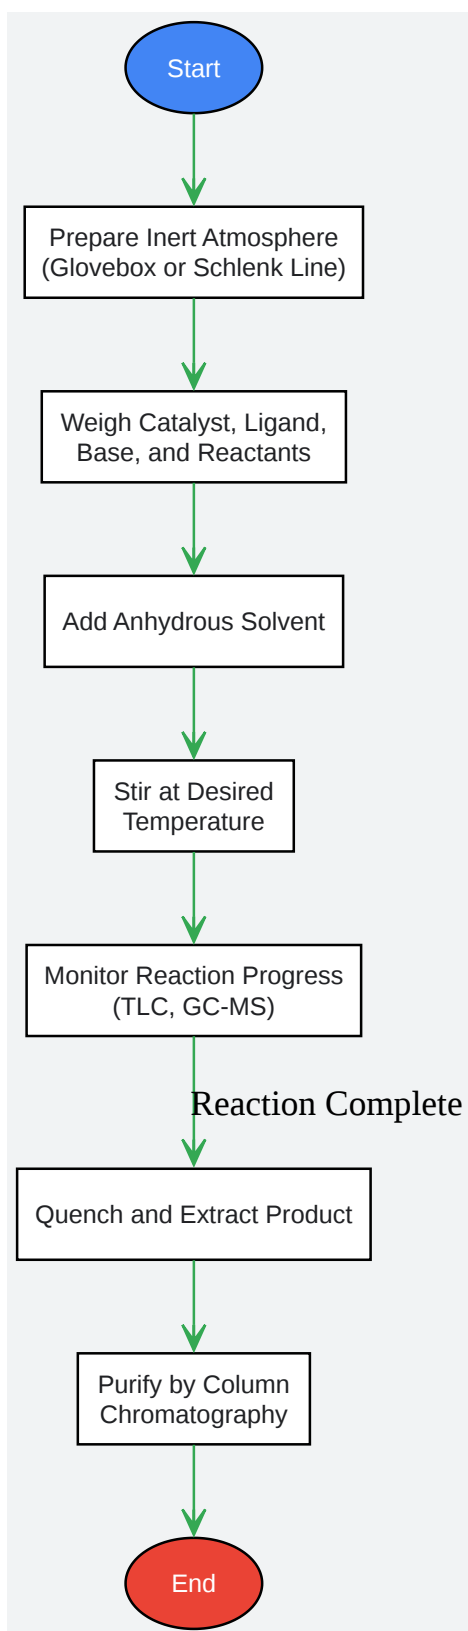 Start
Prepare Inert Atmosphere
(Glovebox or Schlenk Line)
Weigh Catalyst, Ligand,
Base, and Reactants
Add Anhydrous Solvent
Stir at Desired
Temperature
Monitor Reaction Progress
(TLC, GC-MS)
Reaction Complete
Quench and Extract Product
Purify by Column
Chromatography
End